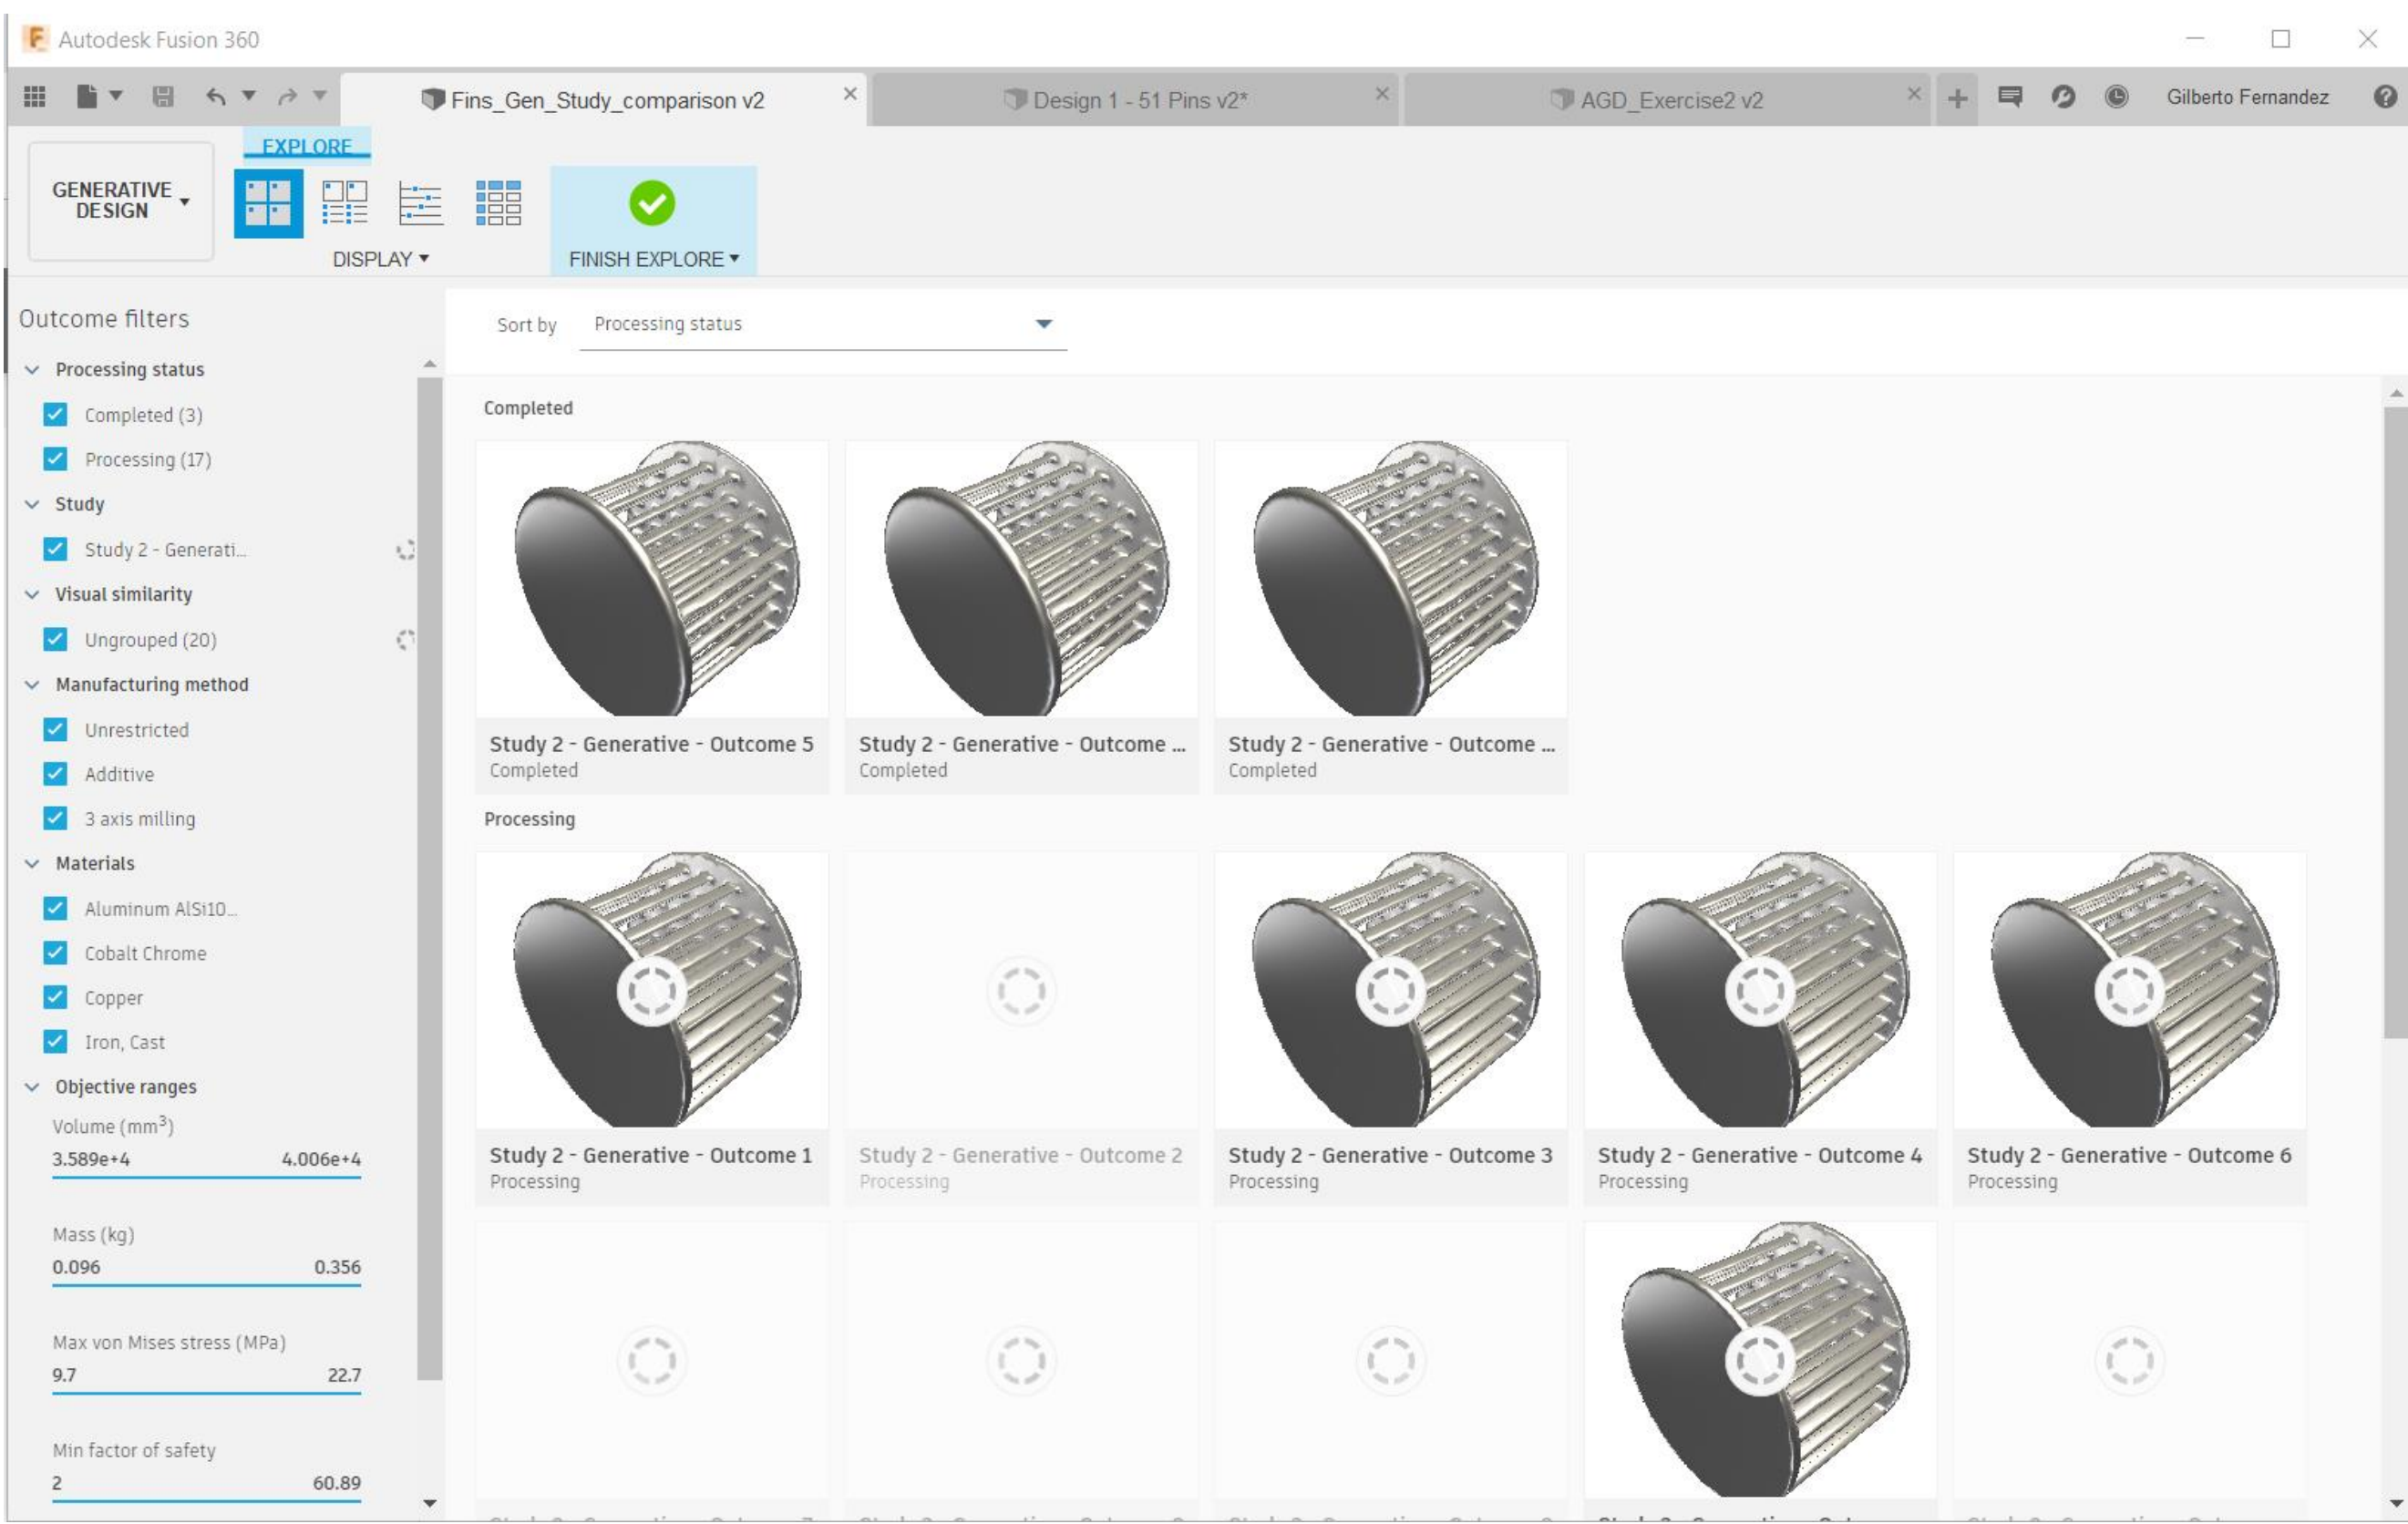 Autodesk Fusion 360
Fins_Gen_Study_comparison v2
Design 1 - 51 Pins v2*
AGD_Exercise2 v2
Gilberto Fernandez
EXPLORE
GENERATIVE
DESIGN
DISPLAY
FINISH EXPLORE
Outcome filters
Processing status
Completed (3)
Processing (17)
Study
Study 2 - Generati...
Visual similarity
Ungrouped (20)
Manufacturing method
Unrestricted
Additive
3 axis milling
Materials
Aluminum AlSi10...
Cobalt Chrome
Copper
Iron, Cast
Objective ranges
Volume (mm³)
3.589e+4 4.006e+4
Mass (kg)
0.096 0.356
Max von Mises stress (MPa)
9.7 22.7
Min factor of safety
2 60.89
Sort by Processing status
Completed
Study 2 - Generative - Outcome 5
Completed
Study 2 - Generative - Outcome ...
Completed
Study 2 - Generative - Outcome ...
Completed
Processing
Study 2 - Generative - Outcome 1
Processing
Study 2 - Generative - Outcome 2
Processing
Study 2 - Generative - Outcome 3
Processing
Study 2 - Generative - Outcome 4
Processing
Study 2 - Generative - Outcome 6
Processing